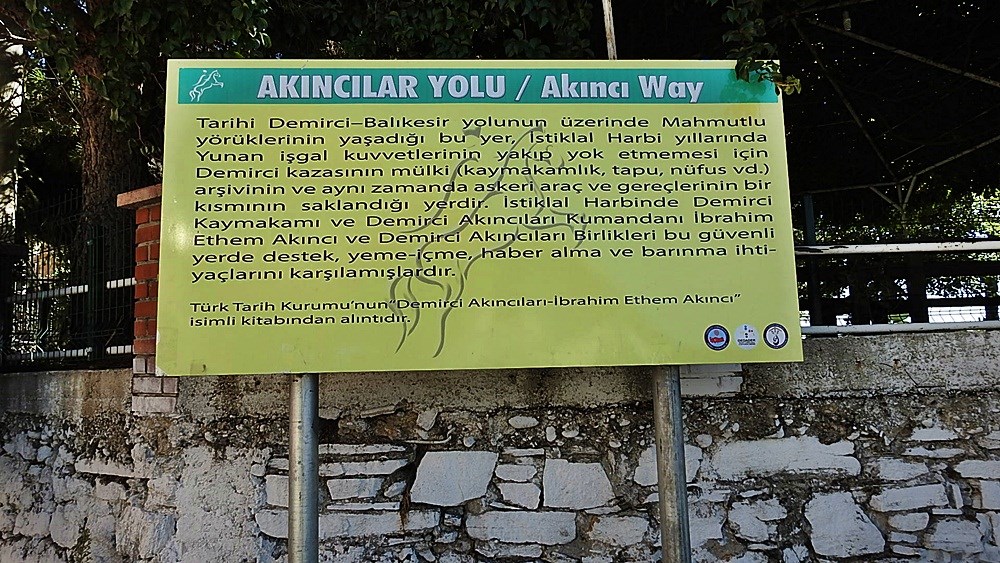 AKINCILAR YOLU / Akıncı Way
Tarihi Demirci–Balıkesir yolunun üzerinde Mahmutlu
yörüklerinin yaşadığı bu yer, İstiklal Harbi yıllarında
Yunan işgal kuvvetlerinin yakıp yok etmemesi için
Demirci kazasının mülki (kaymakamlık, tapu, nüfus vd.)
arşivinin ve aynı zamanda askeri araç ve gereçlerinin bir
kısmının saklandığı yerdir. İstiklal Harbinde Demirci
Kaymakamı ve Demirci Akıncıları Kumandanı İbrahim
Ethem Akıncı ve Demirci Akıncıları Birlikleri bu güvenli
yerde destek, yeme-içme, haber alma ve barınma ihti-
yaçlarını karşılamışlardır.
Türk Tarih Kurumu'nun"Demirci Akıncıları-İbrahim Ethem Akıncı"
isimli kitabından alıntıdır.